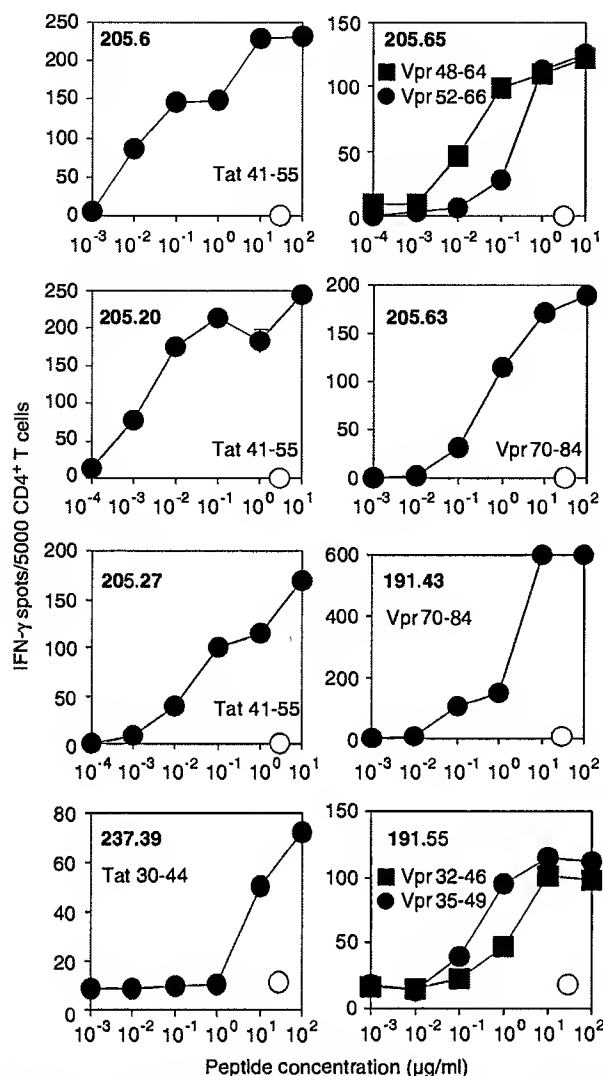 IFN-γ spots/5000 CD4⁺ T cells
250
200
150
100
50
0
205.6
Tat 41-55
10⁻³ 10⁻² 10⁻¹ 10⁰ 10¹ 10²
150
100
50
0
205.65
Vpr 48-64
Vpr 52-66
10⁻⁴ 10⁻³ 10⁻² 10⁻¹ 10⁰ 10¹
250
200
150
100
50
0
205.20
Tat 41-55
10⁻⁴ 10⁻³ 10⁻² 10⁻¹ 10⁰ 10¹
200
150
100
50
0
205.63
Vpr 70-84
10⁻³ 10⁻² 10⁻¹ 10⁰ 10¹ 10²
200
150
100
50
0
205.27
Tat 41-55
10⁻⁴ 10⁻³ 10⁻² 10⁻¹ 10⁰ 10¹
600
400
200
0
191.43
Vpr 70-84
10⁻³ 10⁻² 10⁻¹ 10⁰ 10¹ 10²
80
60
40
20
10
0
237.39
Tat 30-44
10⁻³ 10⁻² 10⁻¹ 10⁰ 10¹ 10²
150
100
50
0
191.55
Vpr 32-46
Vpr 35-49
10⁻³ 10⁻² 10⁻¹ 10⁰ 10¹ 10²
Peptide concentration (µg/ml)